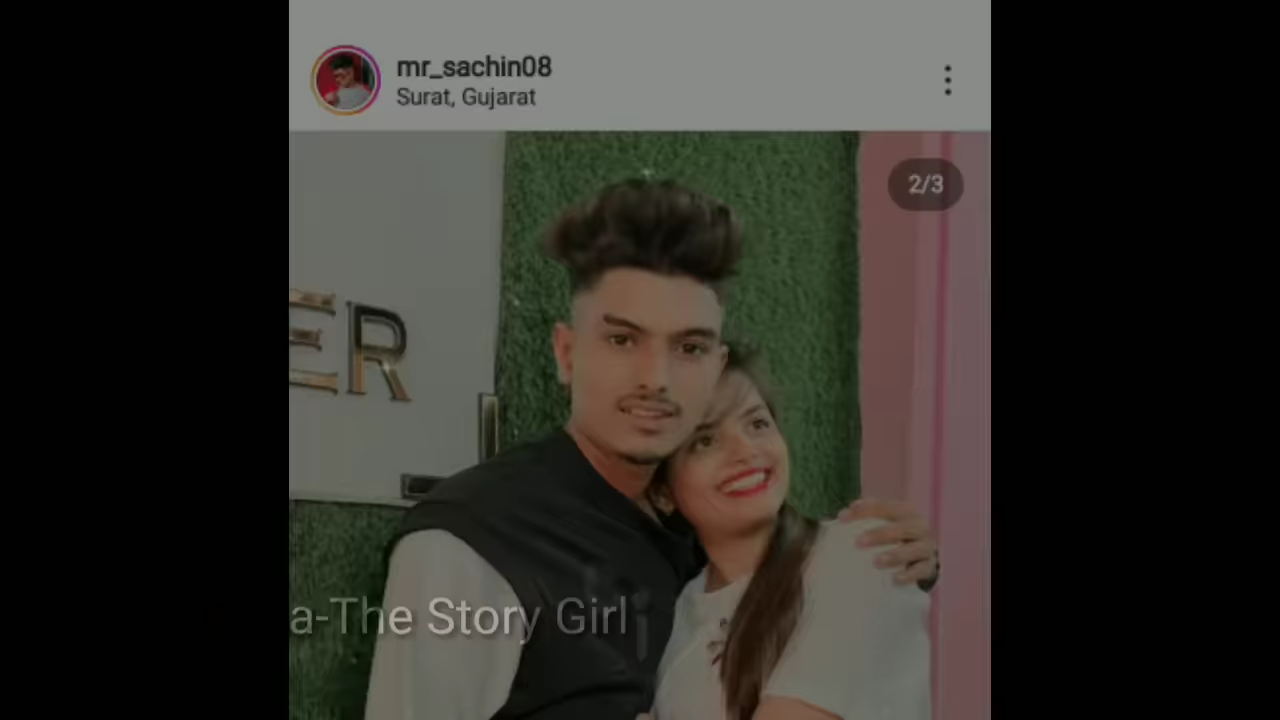 mr_sachin08
Surat, Gujarat
2/3
ER
a-The Story Girl